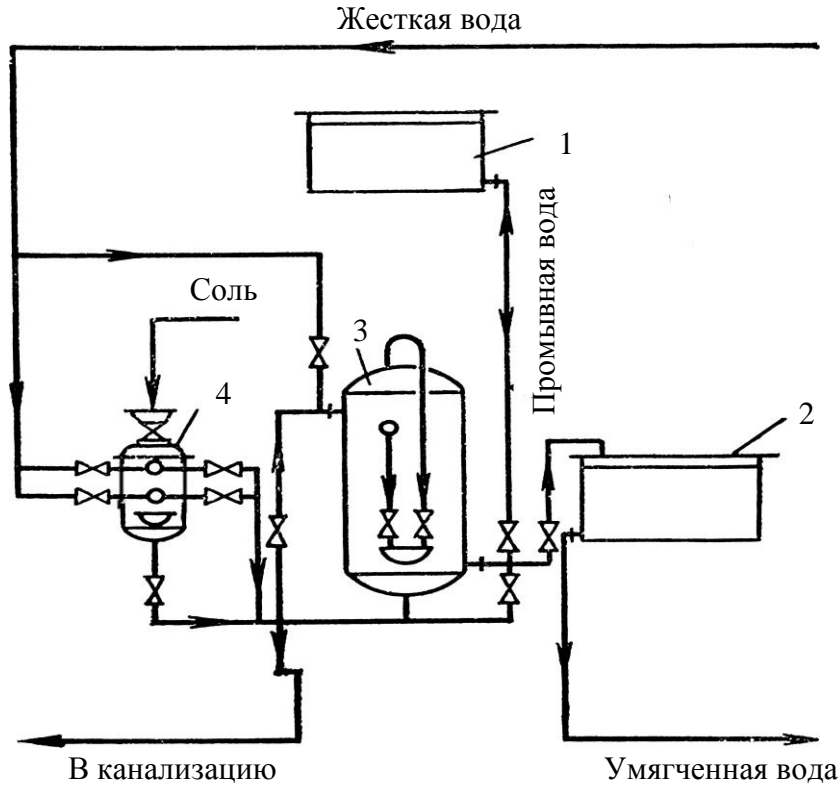 Жесткая вода
1
Промывная вода
Соль
3
4
2
В канализацию
Умягченная вода